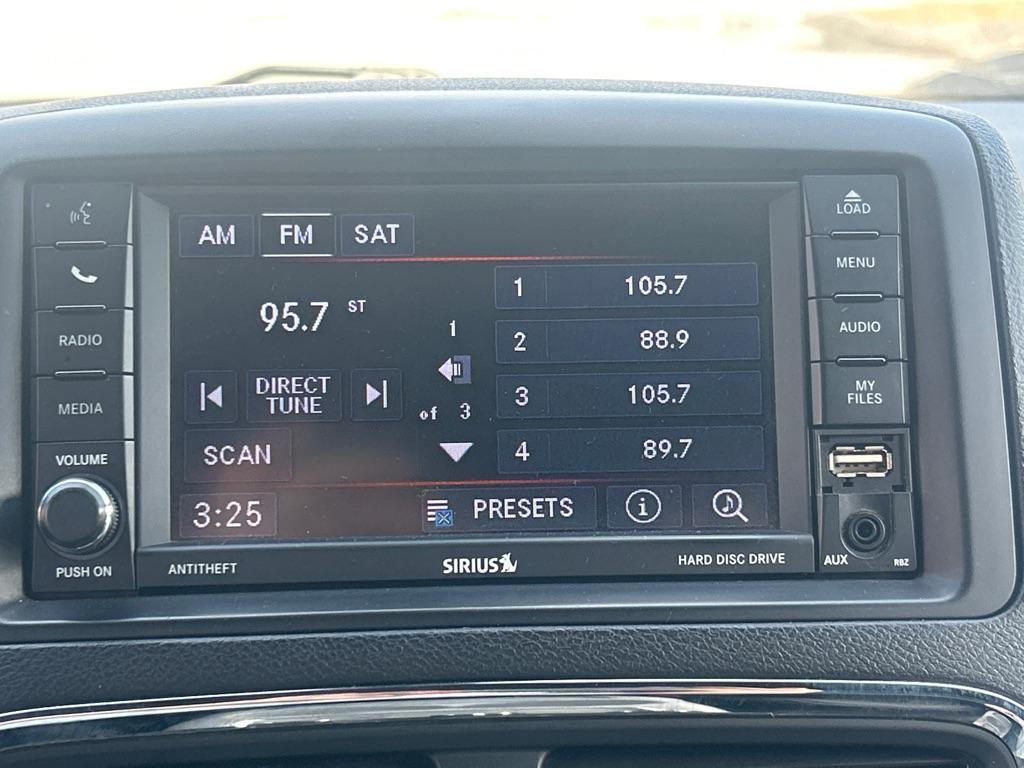 AM FM SAT
95.7 ST
1
of 3
DIRECT
TUNE
SCAN
3:25
1 105.7
2 88.9
3 105.7
4 89.7
PRESETS
i
RADIO
MEDIA
VOLUME
PUSH ON
LOAD
MENU
AUDIO
MY
FILES
AUX RBZ
ANTITHEFT SIRIUS HARD DISC DRIVE